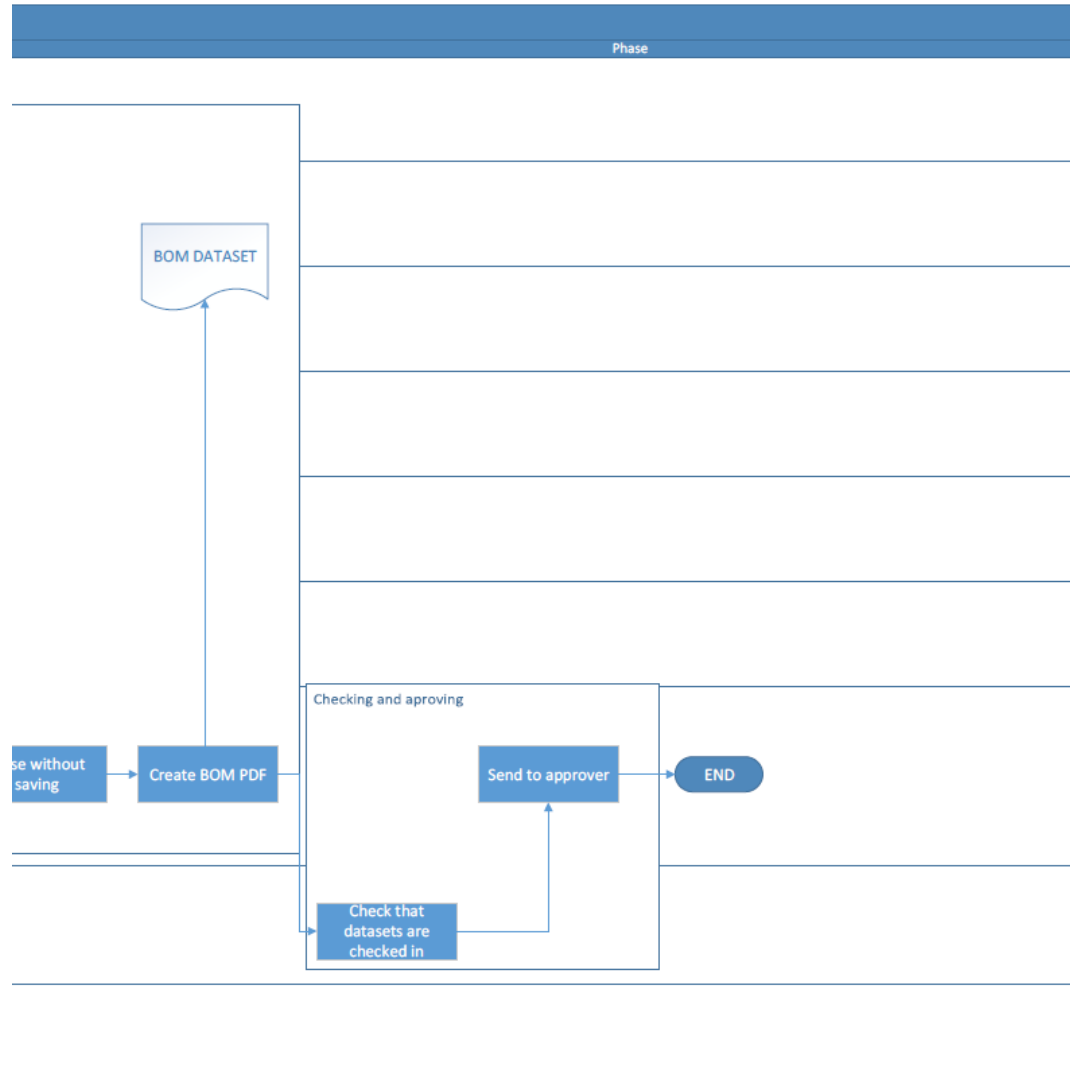 Phase
BOM DATASET
Checking and aproving
se without
saving
Create BOM PDF
Send to approver
END
Check that
datasets are
checked in